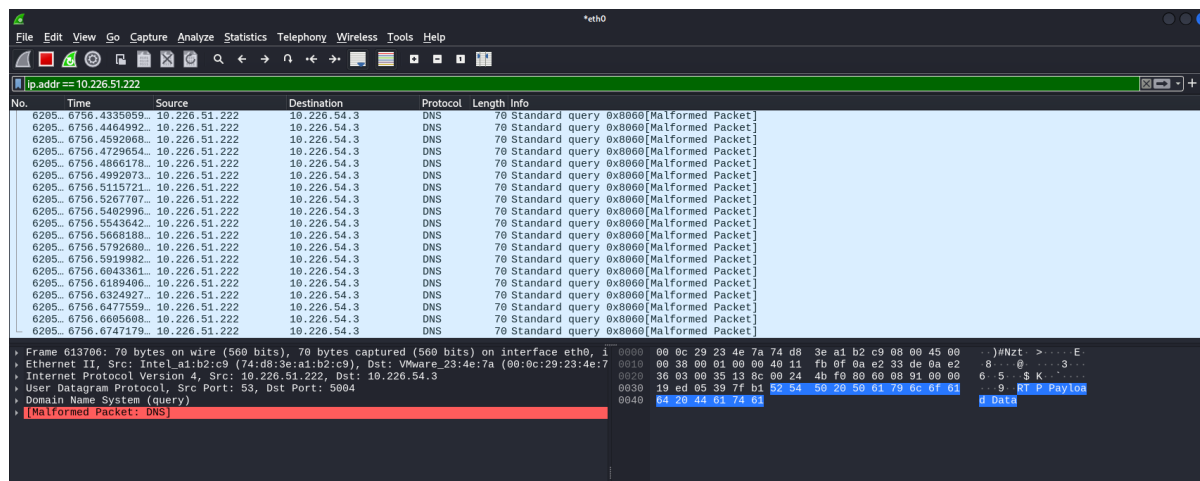 *eth0
File Edit View Go Capture Analyze Statistics Telephony Wireless Tools Help
ip.addr == 10.226.51.222
No. Time Source Destination Protocol Length Info
6205… 6756.4335059… 10.226.51.222 10.226.54.3 DNS 70 Standard query 0x8060[Malformed Packet]
6205… 6756.4464992… 10.226.51.222 10.226.54.3 DNS 70 Standard query 0x8060[Malformed Packet]
6205… 6756.4592068… 10.226.51.222 10.226.54.3 DNS 70 Standard query 0x8060[Malformed Packet]
6205… 6756.4729654… 10.226.51.222 10.226.54.3 DNS 70 Standard query 0x8060[Malformed Packet]
6205… 6756.4866178… 10.226.51.222 10.226.54.3 DNS 70 Standard query 0x8060[Malformed Packet]
6205… 6756.4992073… 10.226.51.222 10.226.54.3 DNS 70 Standard query 0x8060[Malformed Packet]
6205… 6756.5115721… 10.226.51.222 10.226.54.3 DNS 70 Standard query 0x8060[Malformed Packet]
6205… 6756.5267707… 10.226.51.222 10.226.54.3 DNS 70 Standard query 0x8060[Malformed Packet]
6205… 6756.5402996… 10.226.51.222 10.226.54.3 DNS 70 Standard query 0x8060[Malformed Packet]
6205… 6756.5543642… 10.226.51.222 10.226.54.3 DNS 70 Standard query 0x8060[Malformed Packet]
6205… 6756.5668188… 10.226.51.222 10.226.54.3 DNS 70 Standard query 0x8060[Malformed Packet]
6205… 6756.5792680… 10.226.51.222 10.226.54.3 DNS 70 Standard query 0x8060[Malformed Packet]
6205… 6756.5919982… 10.226.51.222 10.226.54.3 DNS 70 Standard query 0x8060[Malformed Packet]
6205… 6756.6043361… 10.226.51.222 10.226.54.3 DNS 70 Standard query 0x8060[Malformed Packet]
6205… 6756.6189406… 10.226.51.222 10.226.54.3 DNS 70 Standard query 0x8060[Malformed Packet]
6205… 6756.6324927… 10.226.51.222 10.226.54.3 DNS 70 Standard query 0x8060[Malformed Packet]
6205… 6756.6477559… 10.226.51.222 10.226.54.3 DNS 70 Standard query 0x8060[Malformed Packet]
6205… 6756.6605608… 10.226.51.222 10.226.54.3 DNS 70 Standard query 0x8060[Malformed Packet]
6205… 6756.6747179… 10.226.51.222 10.226.54.3 DNS 70 Standard query 0x8060[Malformed Packet]
Frame 613706: 70 bytes on wire (560 bits), 70 bytes captured (560 bits) on interface eth0, i
Ethernet II, Src: Intel_a1:b2:c9 (74:d8:3e:a1:b2:c9), Dst: VMware_23:4e:7a (00:0c:29:23:4e:7
Internet Protocol Version 4, Src: 10.226.51.222, Dst: 10.226.54.3
User Datagram Protocol, Src Port: 53, Dst Port: 5004
Domain Name System (query)
[Malformed Packet: DNS]
0000 00 0c 29 23 4e 7a 74 d8 3e a1 b2 c9 08 00 45 00 ··)#Nzt· >·····E·
0010 00 38 00 01 00 00 40 11 fb 0f 0a e2 33 de 0a e2 ·8····@· ····3···
0020 36 03 00 35 13 8c 00 24 4b f0 80 60 08 91 00 00 6··5···$ K··`····
0030 19 ed 05 39 7f b1 52 54 50 20 50 61 79 6c 6f 61 ···9··RT P Payloa
0040 64 20 44 61 74 61 d Data